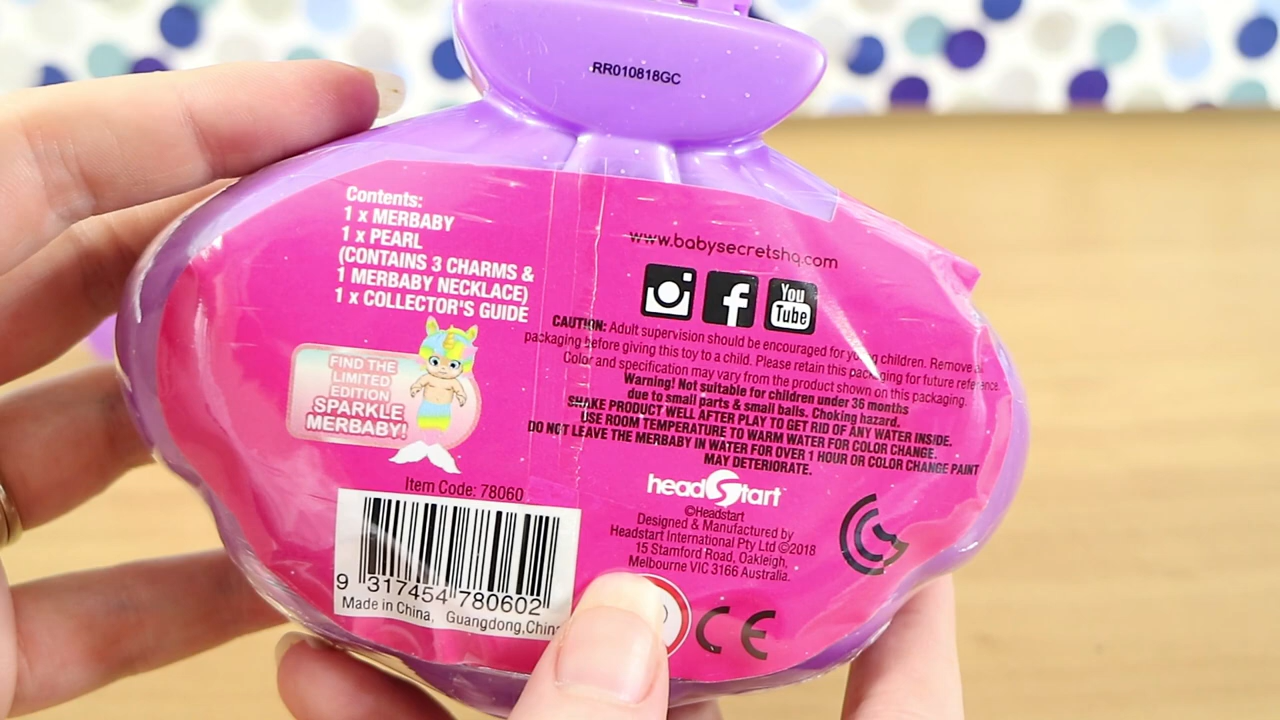 RR010818GC
Contents:
1 x MERBABY
1 x PEARL
(CONTAINS 3 CHARMS &
1 MERBABY NECKLACE)
1 x COLLECTOR'S GUIDE
FIND THE
LIMITED
EDITION
SPARKLE
MERBABY!
Item Code: 78060
9 317454 780602
Made in China, Guangdong, China
www.babysecretshq.com
You
Tube
CAUTION: Adult supervision should be encouraged for young children. Remove all
packaging before giving this toy to a child. Please retain this packaging for future reference.
Color and specification may vary from the product shown on this packaging.
Warning! Not suitable for children under 36 months
due to small parts & small balls. Choking hazard.
SHAKE PRODUCT WELL AFTER PLAY TO GET RID OF ANY WATER INSIDE.
USE ROOM TEMPERATURE TO WARM WATER FOR COLOR CHANGE.
DO NOT LEAVE THE MERBABY IN WATER FOR OVER 1 HOUR OR COLOR CHANGE PAINT
MAY DETERIORATE.
headStart
©Headstart
Designed & Manufactured by
Headstart International Pty Ltd ©2018
15 Stamford Road, Oakleigh,
Melbourne VIC 3166 Australia.
CE